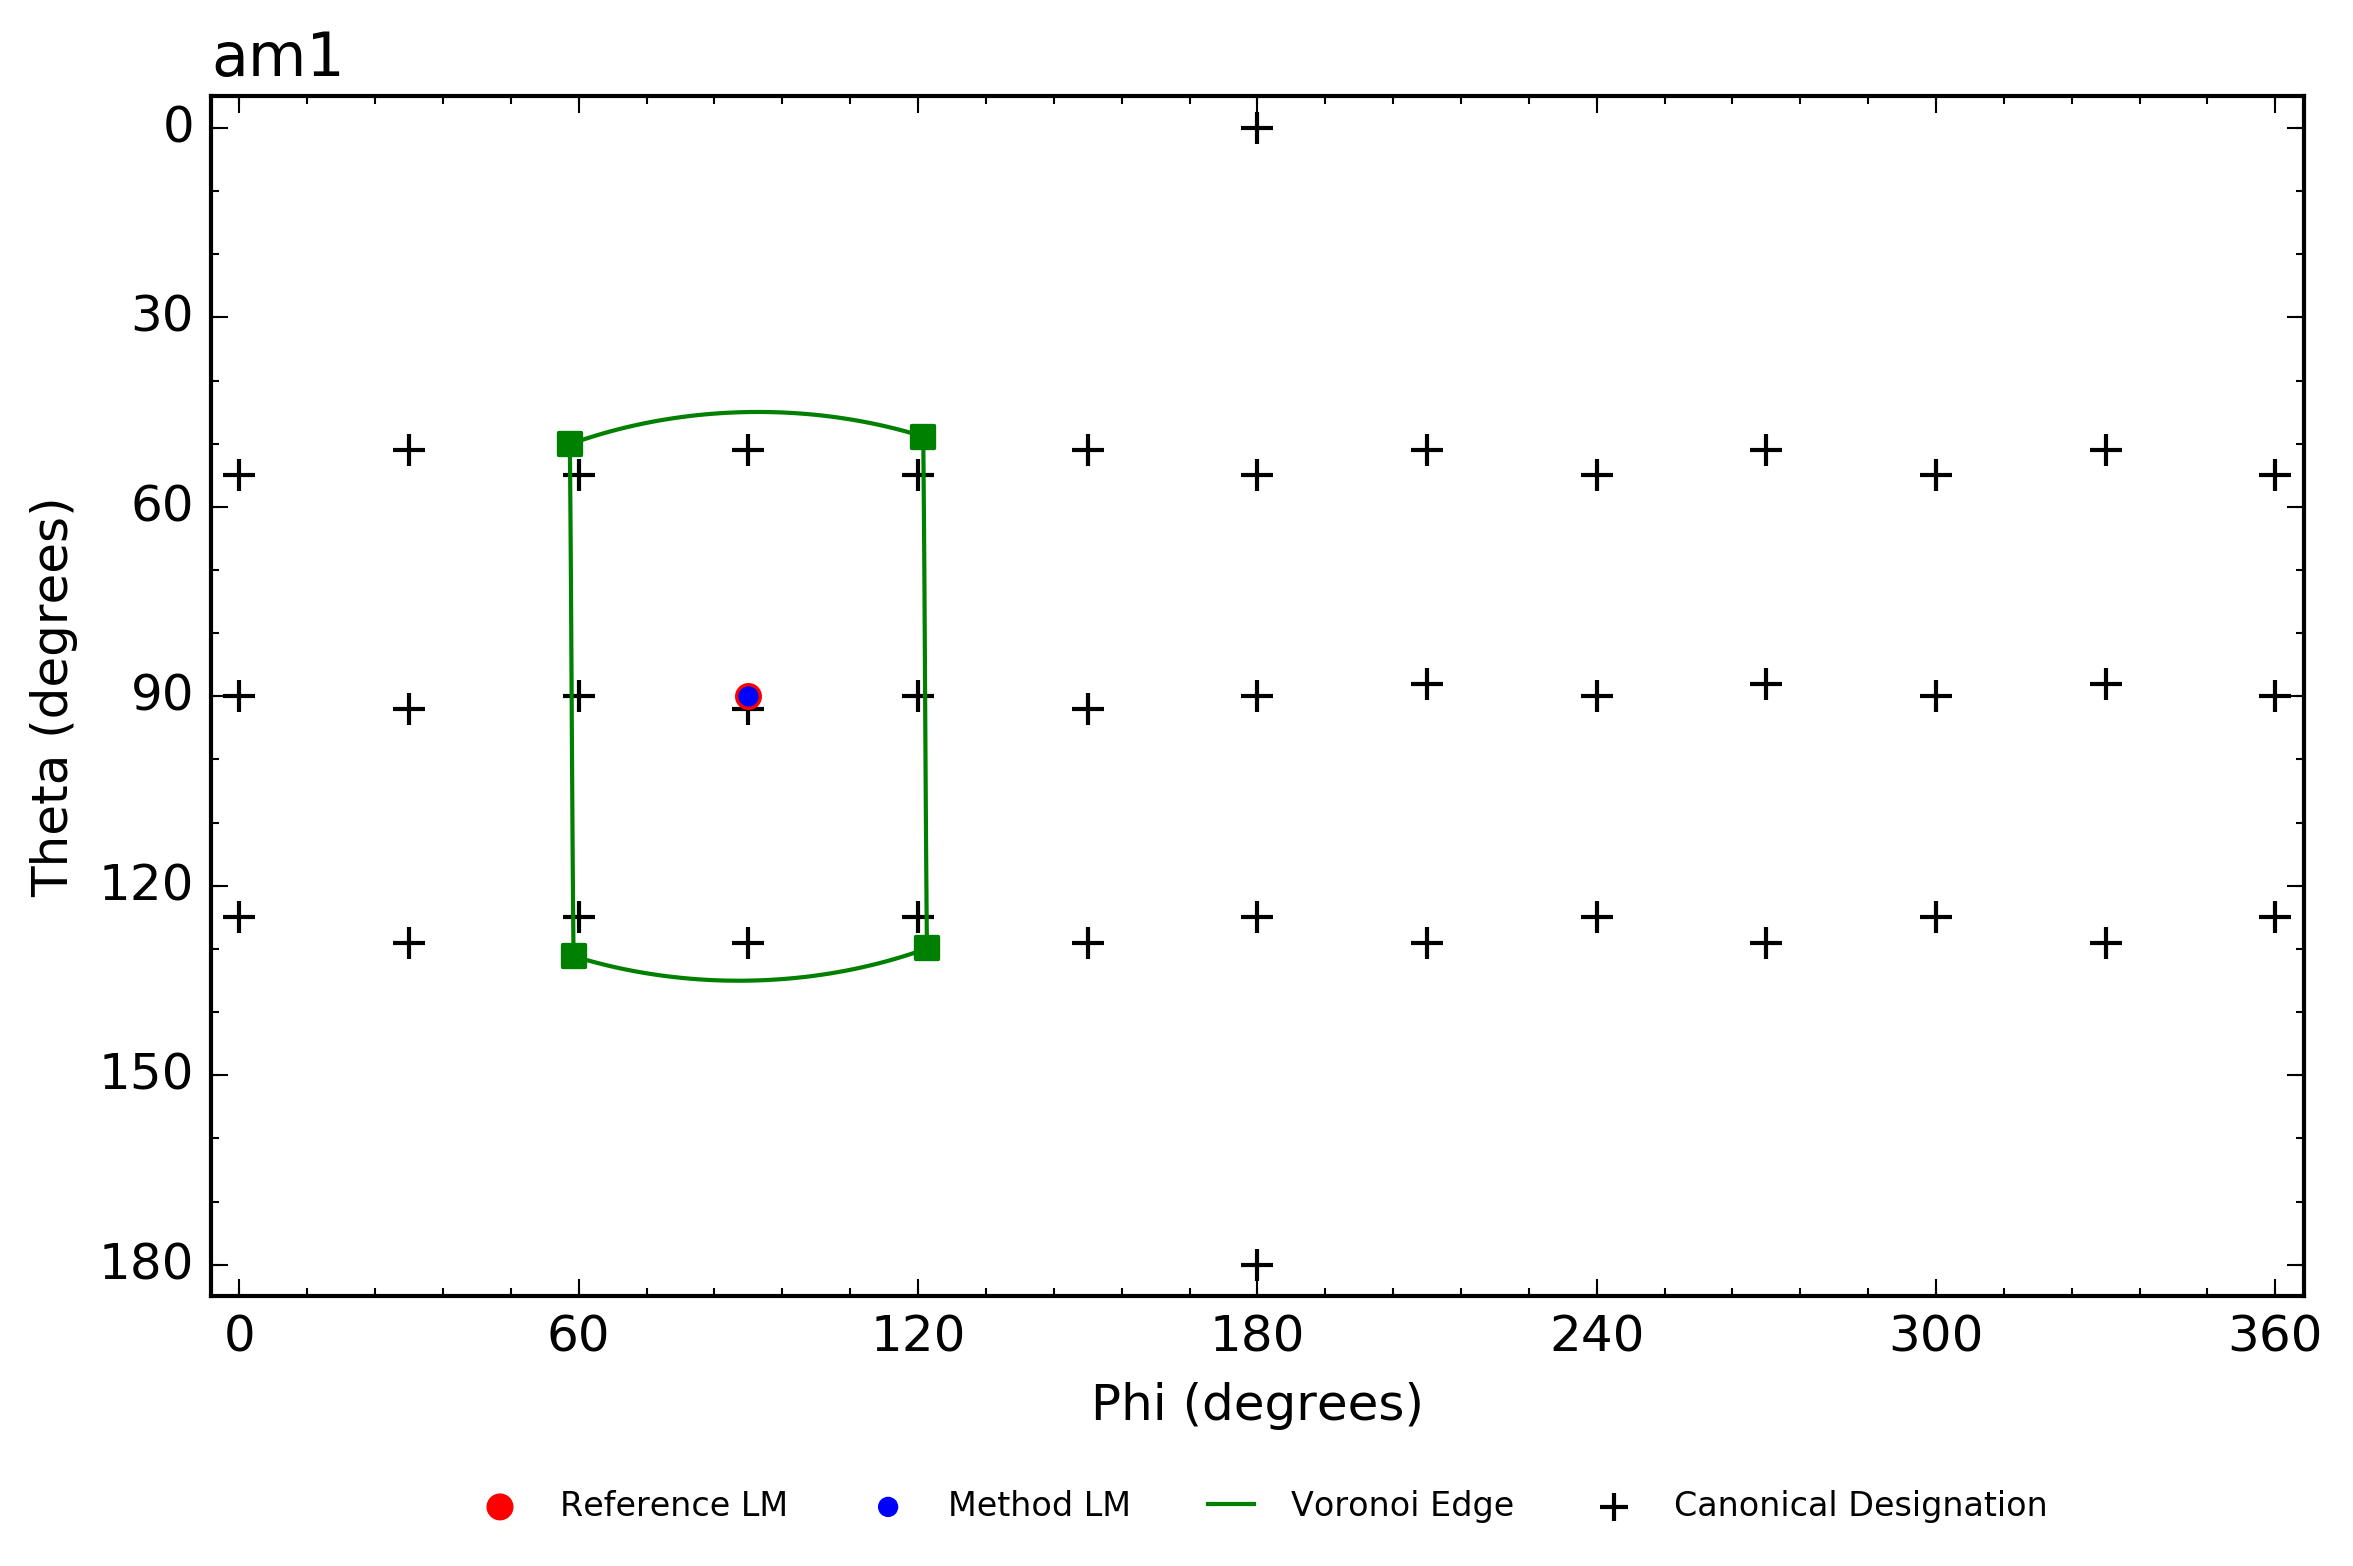 am1
0
30
60
90
120
150
180
Theta (degrees)
0 60 120 180 240 300 360
Phi (degrees)
Reference LM Method LM Voronoi Edge Canonical Designation